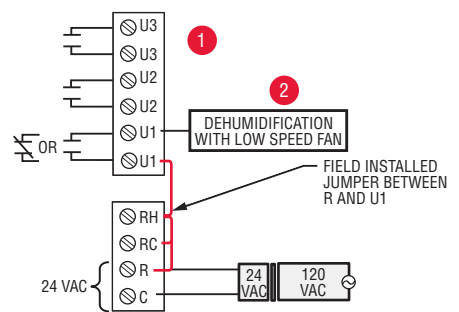 U3
1
U3
U2
2
U2
U1
DEHUMIDIFICATION
WITH LOW SPEED FAN
OR
U1
FIELD INSTALLED
JUMPER BETWEEN
R AND U1
RH
RC
R
24 VAC
C
24
VAC
120
VAC